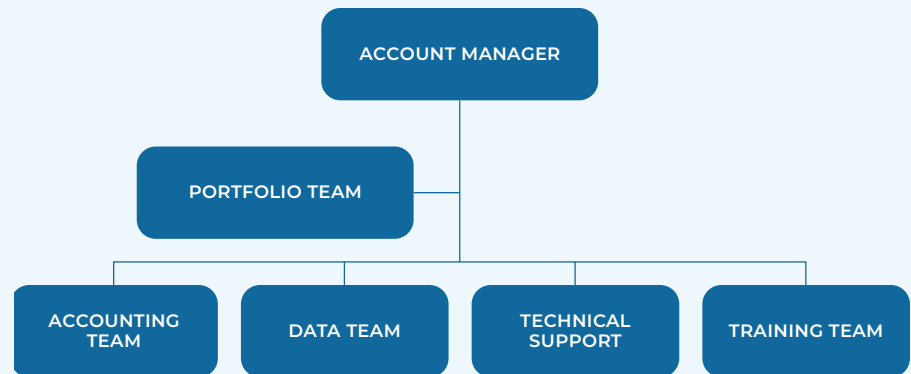 ACCOUNT MANAGER
PORTFOLIO TEAM
ACCOUNTING
TEAM
DATA TEAM
TECHNICAL
SUPPORT
TRAINING TEAM